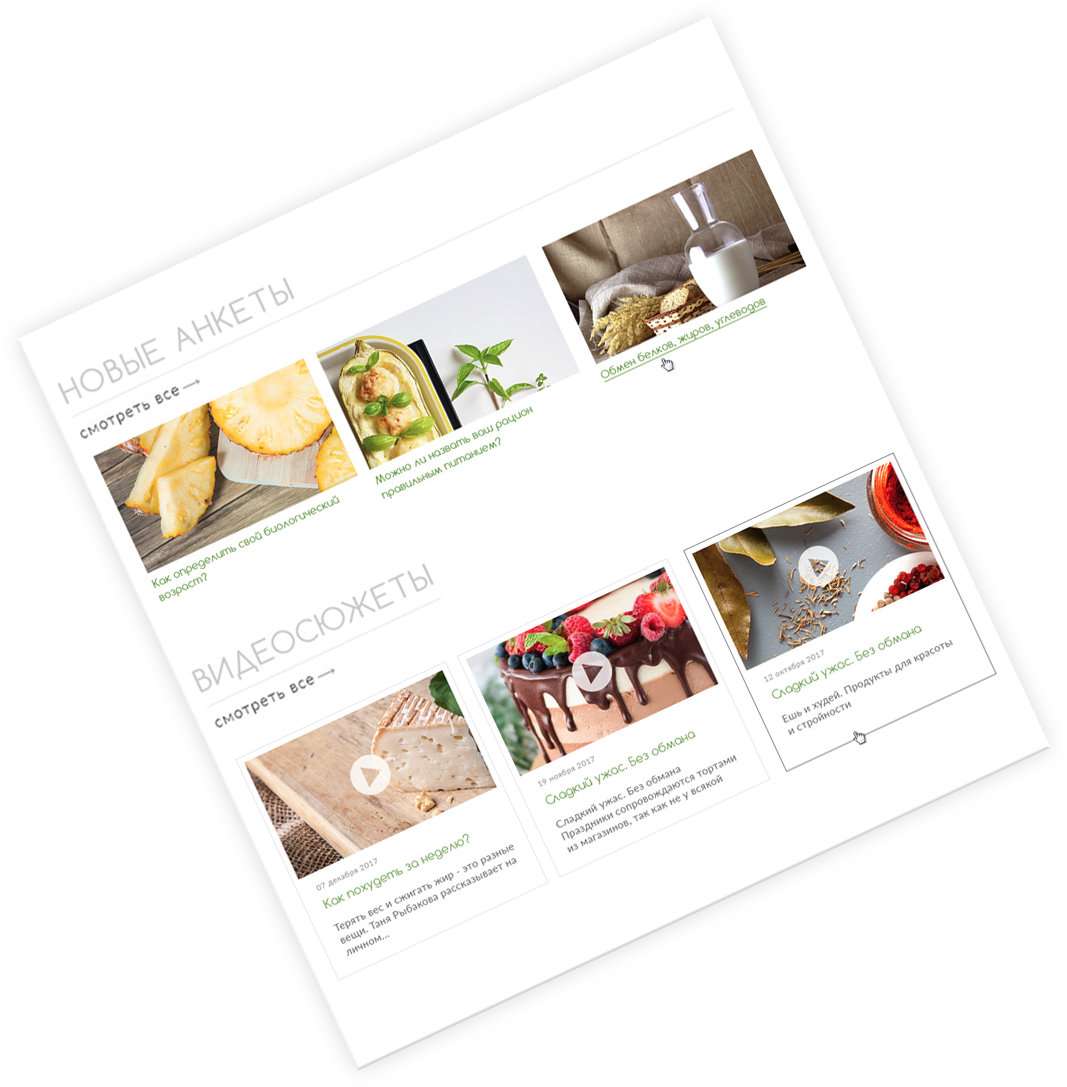 НОВЫЕ АНКЕТЫ
смотреть все
Как определить свой биологический
возраст?
Можно ли назвать ваш рацион
правильным питанием?
Обмен белков, жиров, углеводов
ВИДЕОСЮЖЕТЫ
смотреть все
07 декабря 2017
Как похудеть за неделю?
Терять вес и сжигать жир - это разные
вещи. Таня Рыбакова рассказывает на
личном...
19 ноября 2017
Сладкий ужас. Без обмана
Сладкий ужас. Без обмана
Праздники сопровождаются тортами
из магазинов, так как не у всякой
12 октября 2017
Сладкий ужас. Без обмана
Ешь и худей. Продукты для красоты
и стройности